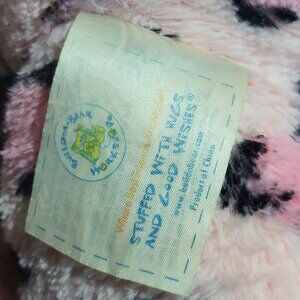 BUILD-A-BEAR
WORKSHOP®
STUFFED WITH HUGS
AND GOOD WISHES®
www.buildabear.com
Product of China